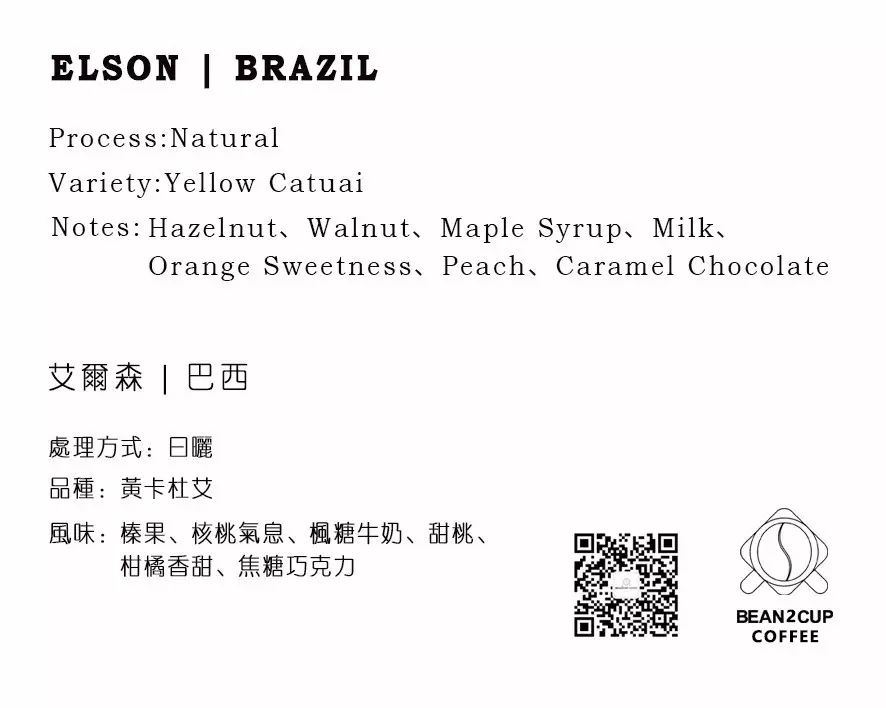 ELSON | BRAZIL
Process:Natural
Variety:Yellow Catuai
Notes: Hazelnut、Walnut、Maple Syrup、Milk、
Orange Sweetness、Peach、Caramel Chocolate
艾爾森 | 巴西
處理方式：日曬
品種：黃卡杜艾
風味：榛果、核桃氣息、楓糖牛奶、甜桃、
柑橘香甜、焦糖巧克力
BEAN2CUP
COFFEE